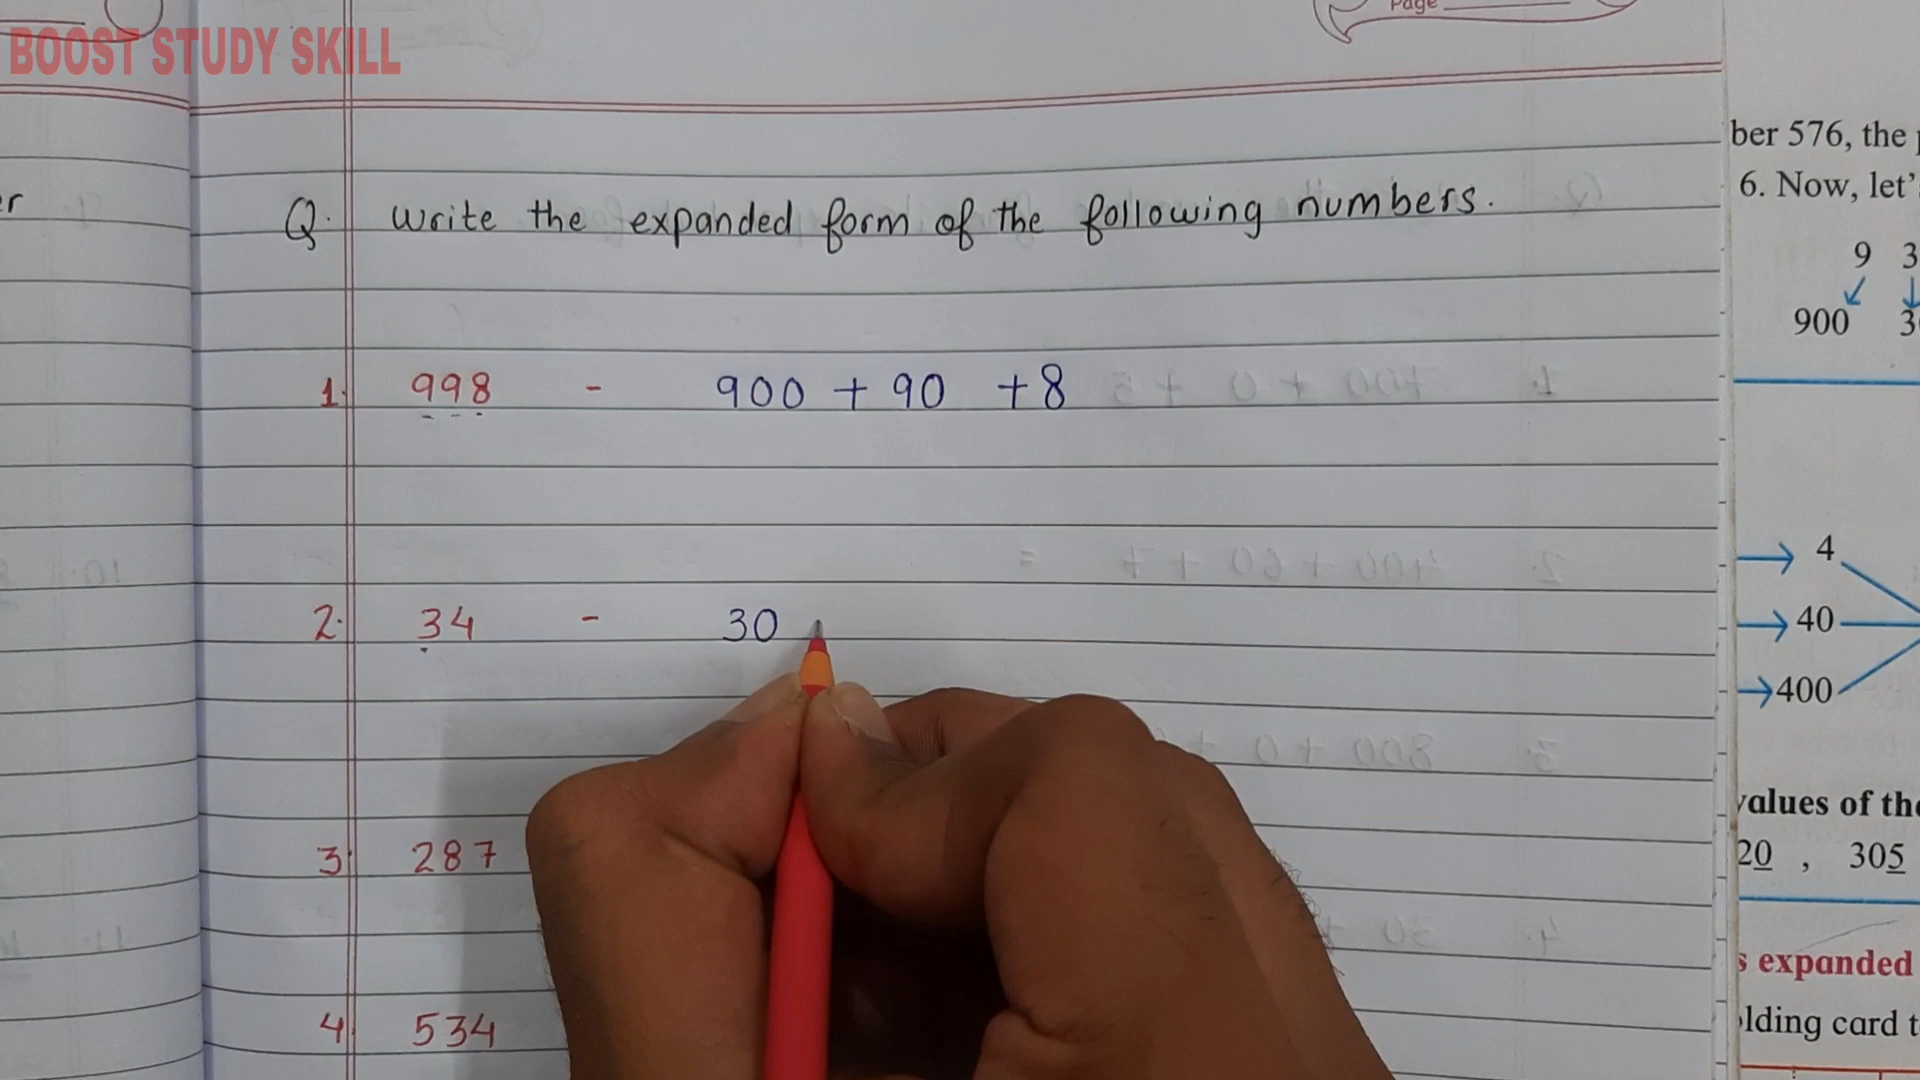 BOOST STUDY SKILL
Page
Q. Write the expanded form of the following numbers.
1. 998 - 900 + 90 + 8
2. 34 - 30
3. 287
4. 534
ber 576, the
6. Now, let'
9 3
900 3
4
40
400
values of the
20 , 305
s expanded
lding card t